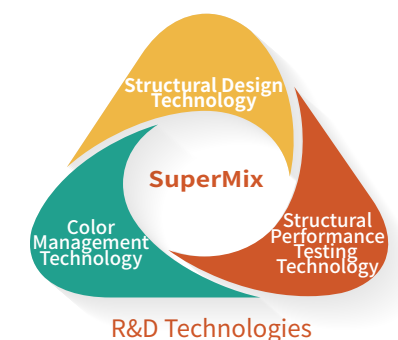 Structural Design
Technology
SuperMix
Color
Management
Technology
Structural
Performance
Testing
Technology
R&D Technologies